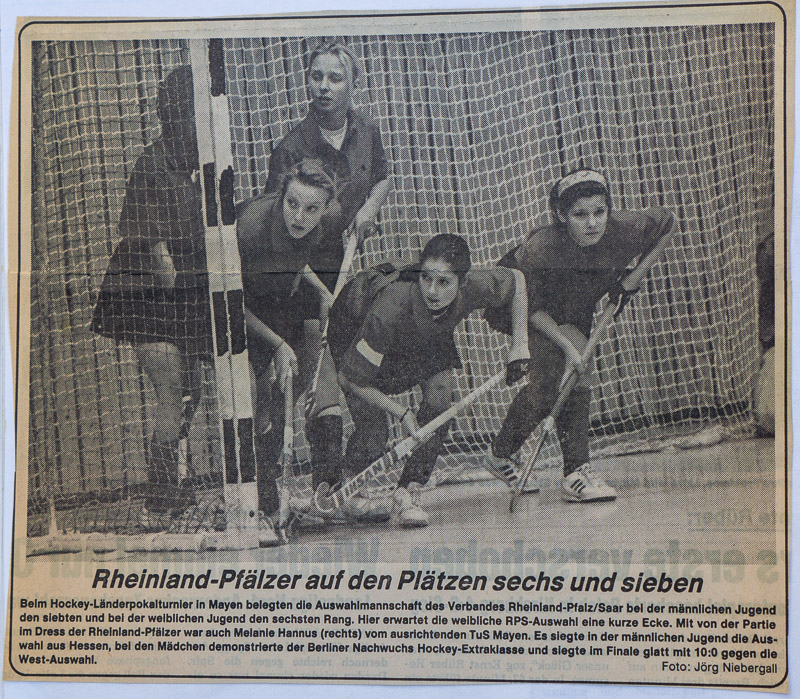 IHSAN
Rheinland-Pfälzer auf den Plätzen sechs und sieben
Beim Hockey-Länderpokalturnier in Mayen belegten die Auswahlmannschaft des Verbandes Rheinland-Pfalz/Saar bei der männlichen Jugend
den siebten und bei der weiblichen Jugend den sechsten Rang. Hier erwartet die weibliche RPS-Auswahl eine kurze Ecke. Mit von der Partie
im Dress der Rheinland-Pfälzer war auch Melanie Hannus (rechts) vom ausrichtenden TuS Mayen. Es siegte in der männlichen Jugend die Aus-
wahl aus Hessen, bei den Mädchen demonstrierte der Berliner Nachwuchs Hockey-Extraklasse und siegte im Finale glatt mit 10:0 gegen die
West-Auswahl.
Foto: Jörg Niebergall